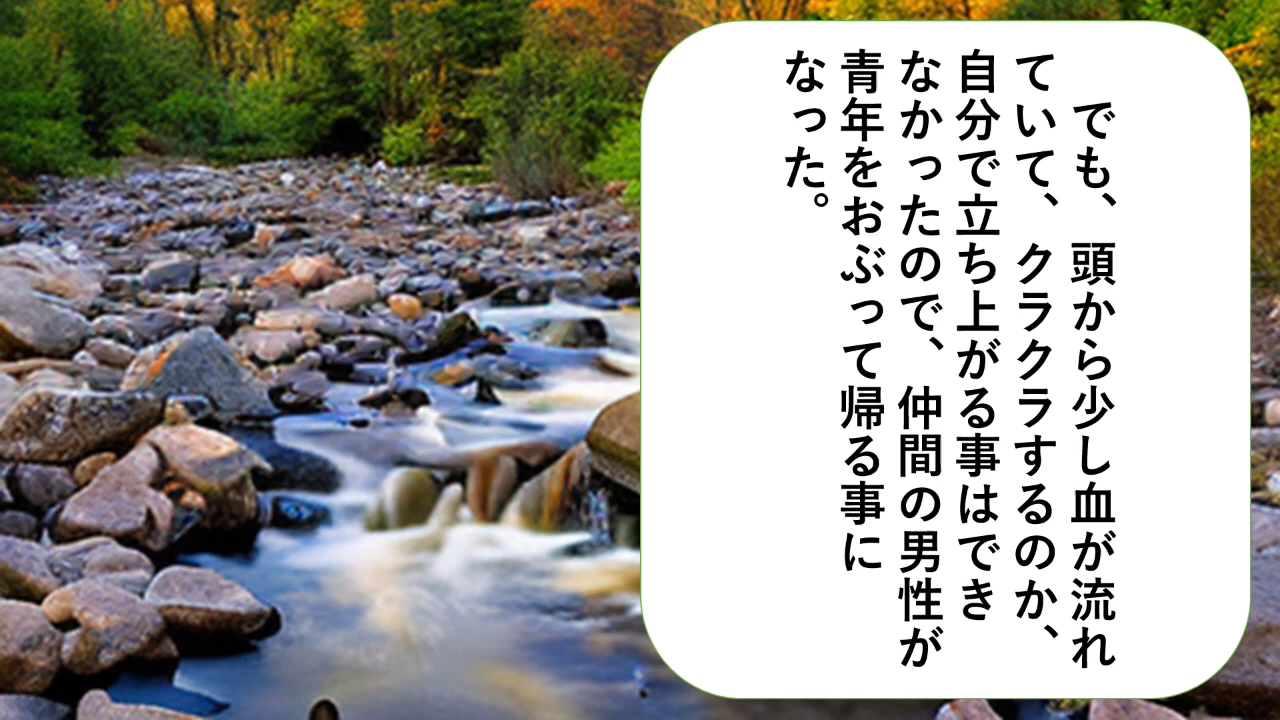 でも、頭から少し血が流れ
ていて、クラクラするのか、
自分で立ち上がる事はでき
なかったので、仲間の男性が
青年をおぶって帰る事に
なった。